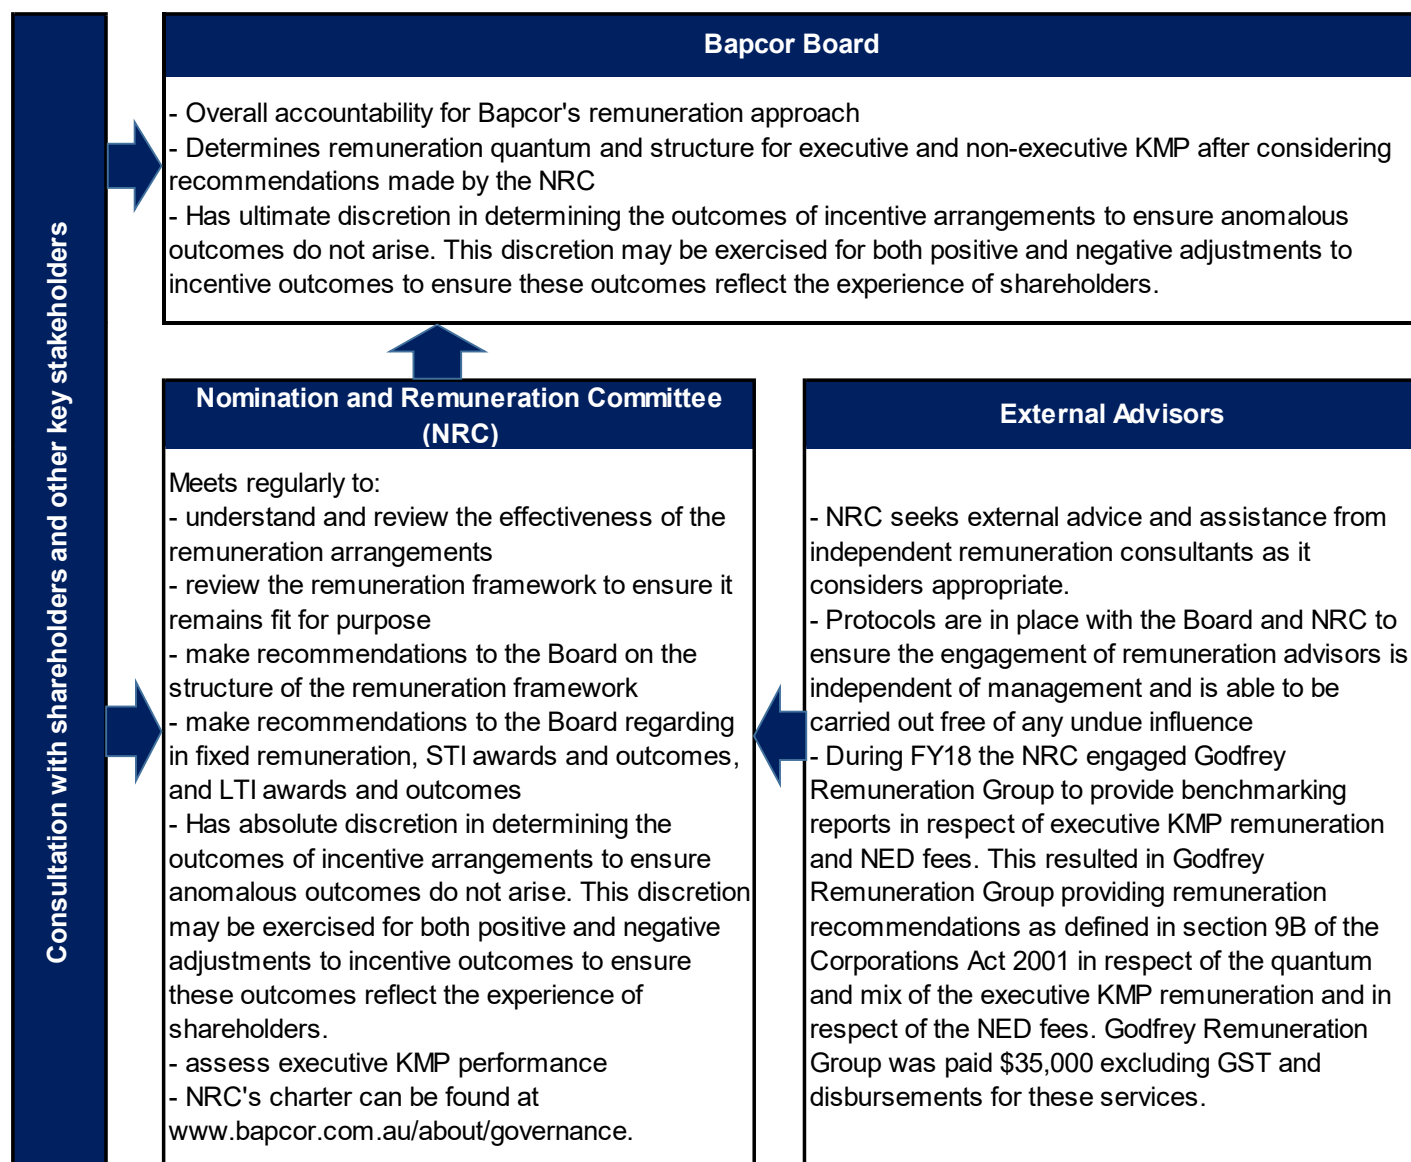 Consultation with shareholders and other key stakeholders
Bapcor Board
- Overall accountability for Bapcor's remuneration approach
- Determines remuneration quantum and structure for executive and non-executive KMP after considering
recommendations made by the NRC
- Has ultimate discretion in determining the outcomes of incentive arrangements to ensure anomalous
outcomes do not arise. This discretion may be exercised for both positive and negative adjustments to
incentive outcomes to ensure these outcomes reflect the experience of shareholders.
Nomination and Remuneration Committee
(NRC)
Meets regularly to:
- understand and review the effectiveness of the
remuneration arrangements
- review the remuneration framework to ensure it
remains fit for purpose
- make recommendations to the Board on the
structure of the remuneration framework
- make recommendations to the Board regarding
in fixed remuneration, STI awards and outcomes,
and LTI awards and outcomes
- Has absolute discretion in determining the
outcomes of incentive arrangements to ensure
anomalous outcomes do not arise. This discretion
may be exercised for both positive and negative
adjustments to incentive outcomes to ensure
these outcomes reflect the experience of
shareholders.
- assess executive KMP performance
- NRC's charter can be found at
www.bapcor.com.au/about/governance.
External Advisors
- NRC seeks external advice and assistance from
independent remuneration consultants as it
considers appropriate.
- Protocols are in place with the Board and NRC to
ensure the engagement of remuneration advisors is
independent of management and is able to be
carried out free of any undue influence
- During FY18 the NRC engaged Godfrey
Remuneration Group to provide benchmarking
reports in respect of executive KMP remuneration
and NED fees. This resulted in Godfrey
Remuneration Group providing remuneration
recommendations as defined in section 9B of the
Corporations Act 2001 in respect of the quantum
and mix of the executive KMP remuneration and in
respect of the NED fees. Godfrey Remuneration
Group was paid $35,000 excluding GST and
disbursements for these services.